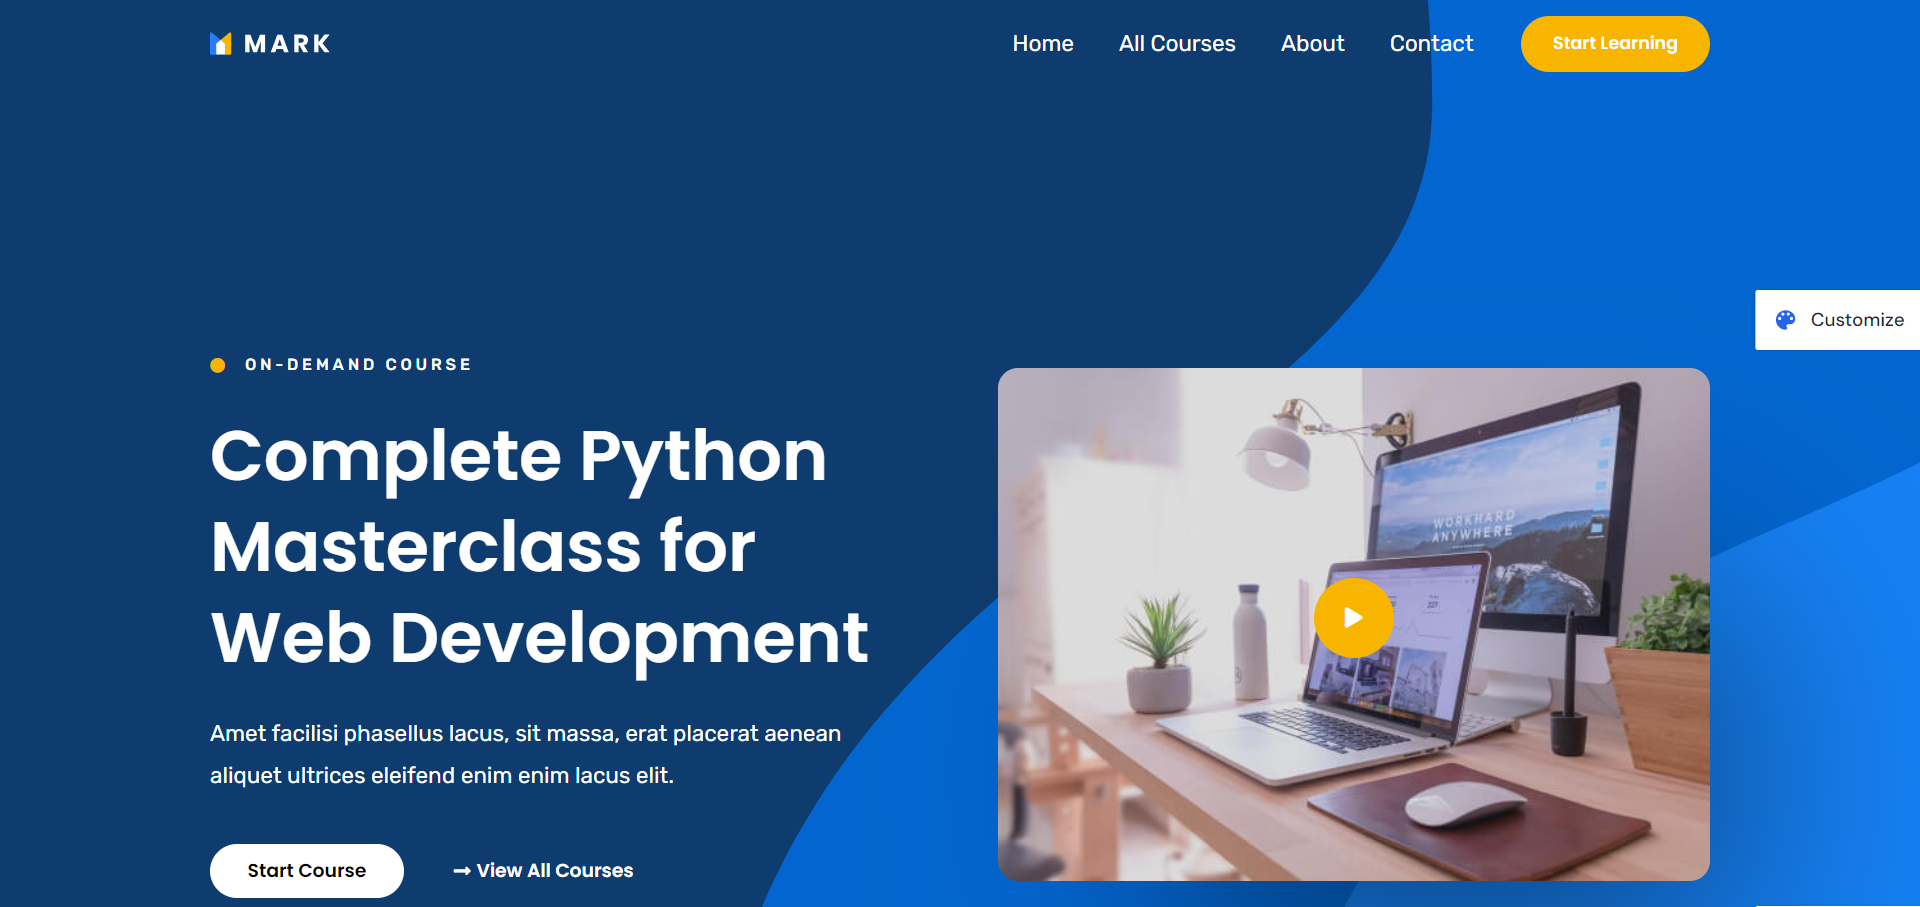 MARK
Home
All Courses
About
Contact
Start Learning
Customize
ON-DEMAND COURSE
Complete Python
Masterclass for
Web Development
Amet facilisi phasellus lacus, sit massa, erat placerat aenean
aliquet ultrices eleifend enim enim lacus elit.
Start Course
→ View All Courses
WORKHARD
ANYWHERE